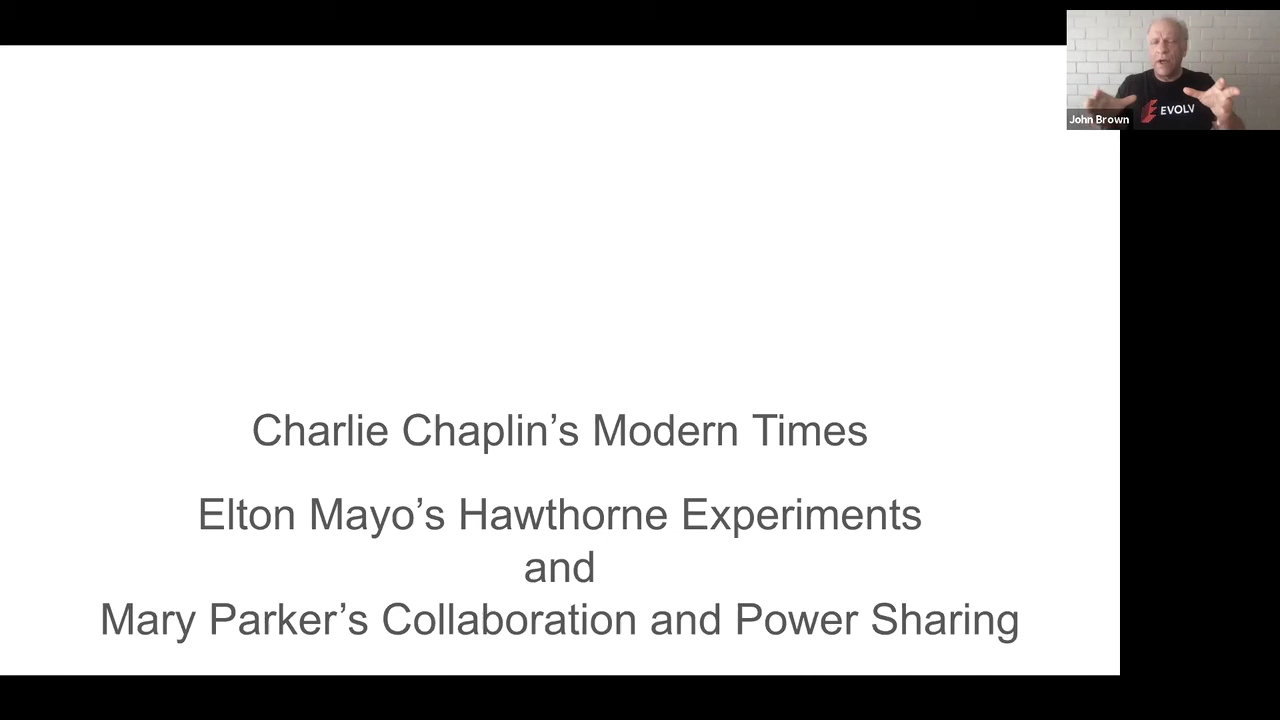 EVOLV
John Brown
Charlie Chaplin’s Modern Times
Elton Mayo’s Hawthorne Experiments
and
Mary Parker’s Collaboration and Power Sharing